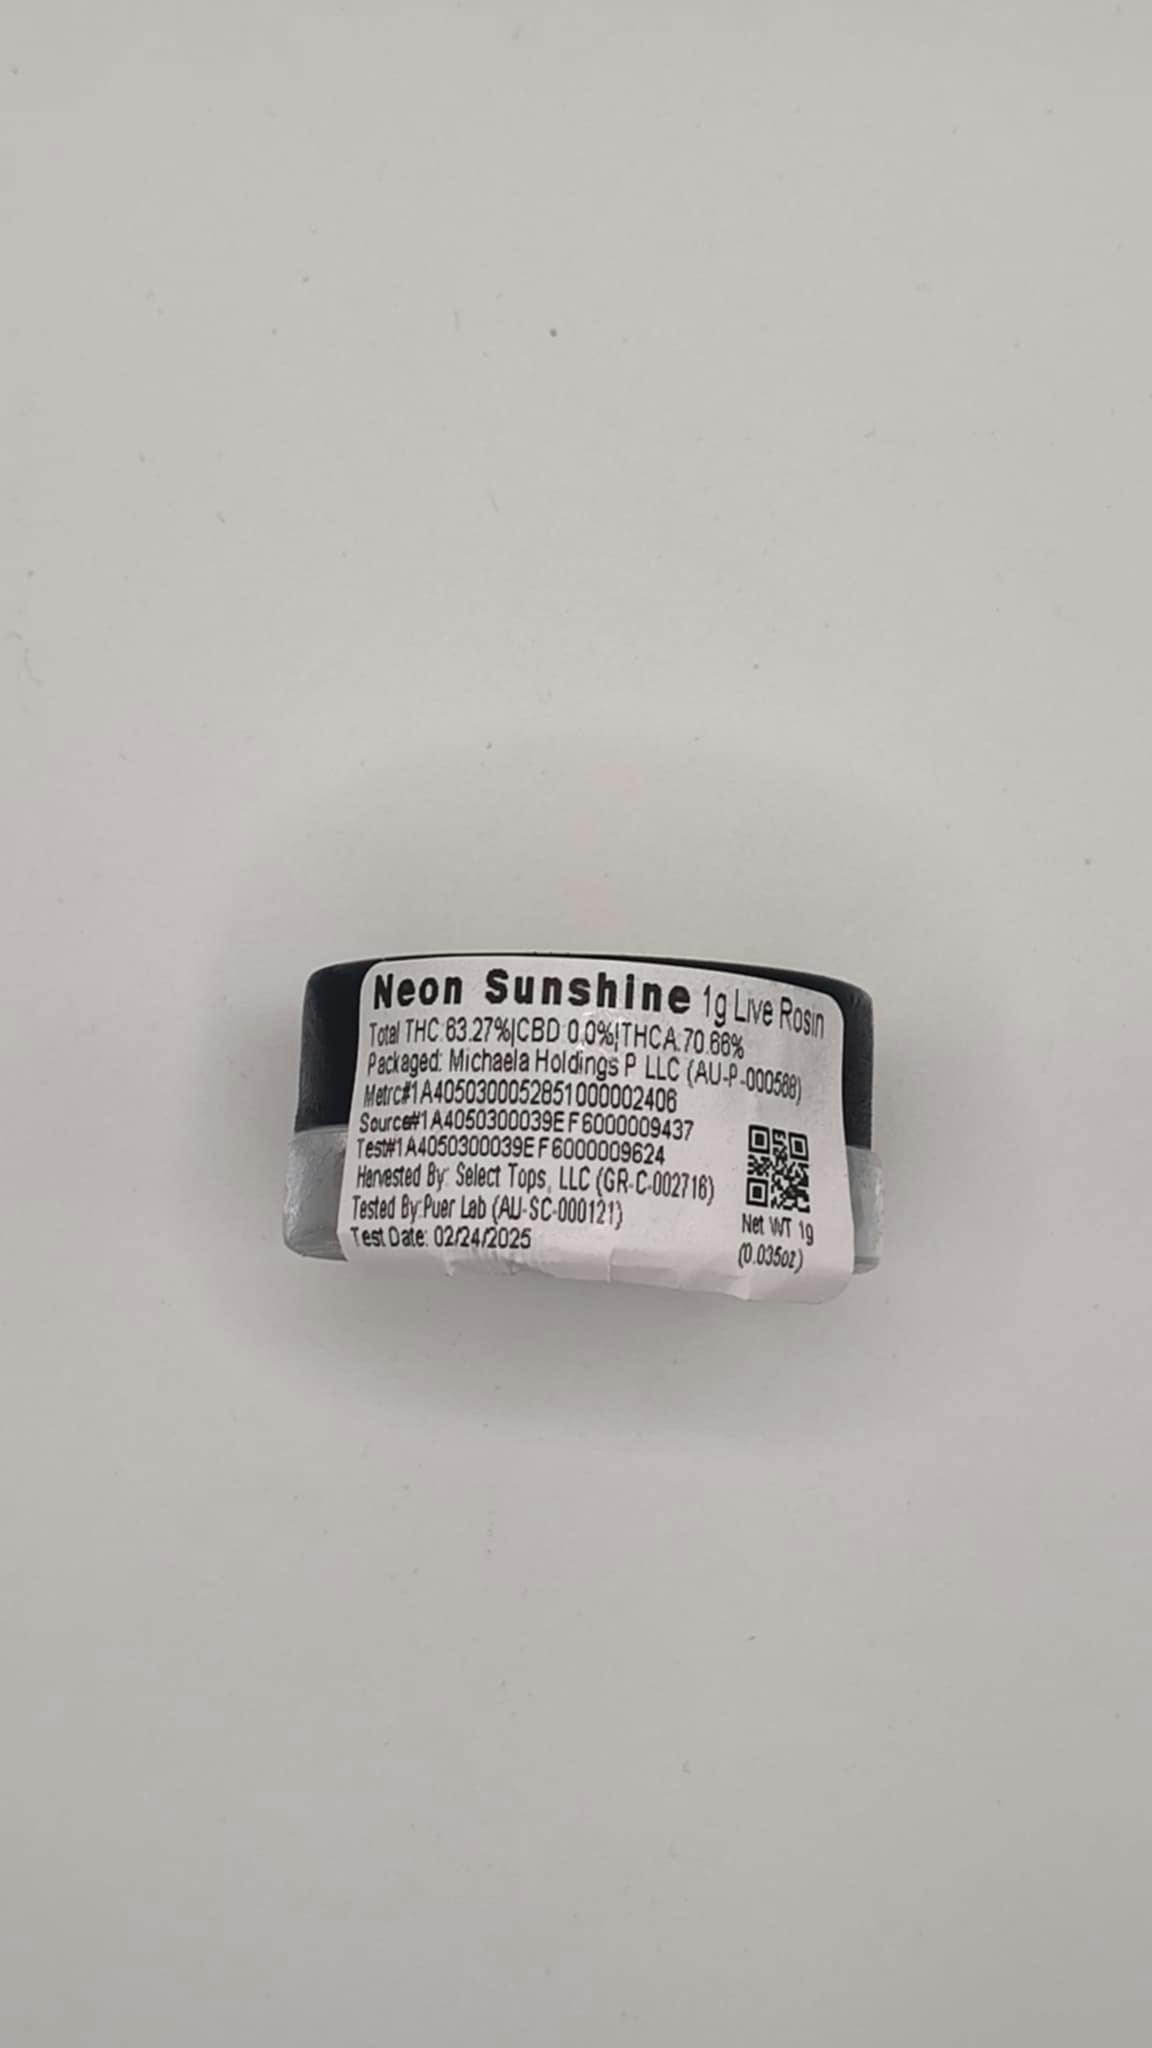 Neon Sunshine 1g Live Rosin
Total THC:63.27%|CBD:0.0%|THCA:70.66%
Packaged: Michaela Holdings P LLC (AU-P-000568)
Metrc#1A4050300052851000002406
Source#1A4050300039EF6000009437
Test#1A4050300039EF6000009624
Harvested By: Select Tops, LLC (GR-C-002716)
Tested By:Puer Lab (AU-SC-000121)
Test Date: 02/24/2025
Net WT 1g
(0.035oz)